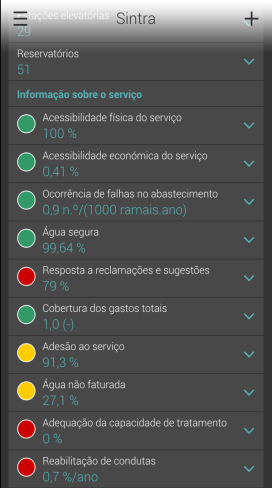 Sintra
Estações elevatórias
29
Reservatórios
51
Informação sobre o serviço
Acessibilidade física do serviço
100 %
Acessibilidade económica do serviço
0,41 %
Ocorrência de falhas no abastecimento
0,9 n.º/(1000 ramais.ano)
Água segura
99,64 %
Resposta a reclamações e sugestões
79 %
Cobertura dos gastos totais
1,0 (-)
Adesão ao serviço
91,3 %
Água não faturada
27,1 %
Adequação da capacidade de tratamento
0 %
Reabilitação de condutas
0,7 %/ano